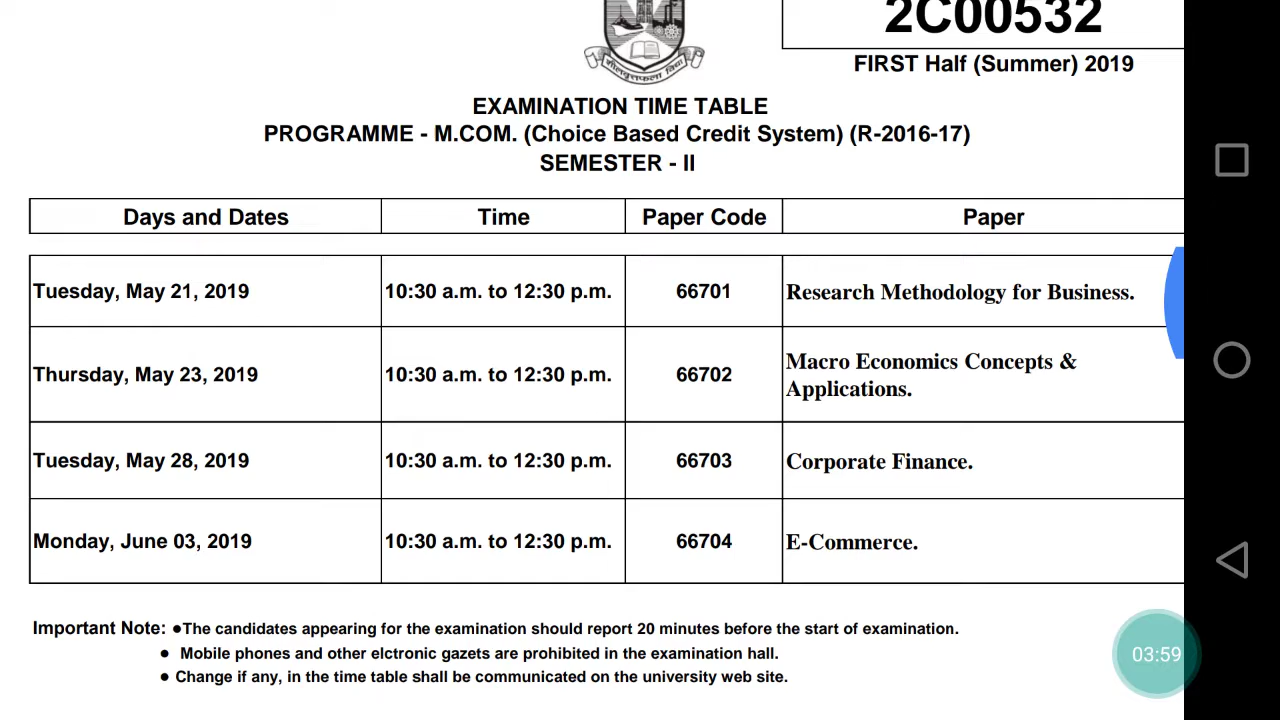 2C00532
शीलवृत्तफला विद्या
FIRST Half (Summer) 2019
EXAMINATION TIME TABLE
PROGRAMME - M.COM. (Choice Based Credit System) (R-2016-17)
SEMESTER - II
Days and Dates Time Paper Code Paper
Tuesday, May 21, 2019 10:30 a.m. to 12:30 p.m. 66701 Research Methodology for Business.
Thursday, May 23, 2019 10:30 a.m. to 12:30 p.m. 66702 Macro Economics Concepts &
Applications.
Tuesday, May 28, 2019 10:30 a.m. to 12:30 p.m. 66703 Corporate Finance.
Monday, June 03, 2019 10:30 a.m. to 12:30 p.m. 66704 E-Commerce.
Important Note: ●The candidates appearing for the examination should report 20 minutes before the start of examination.
● Mobile phones and other elctronic gazets are prohibited in the examination hall.
● Change if any, in the time table shall be communicated on the university web site.
03:59